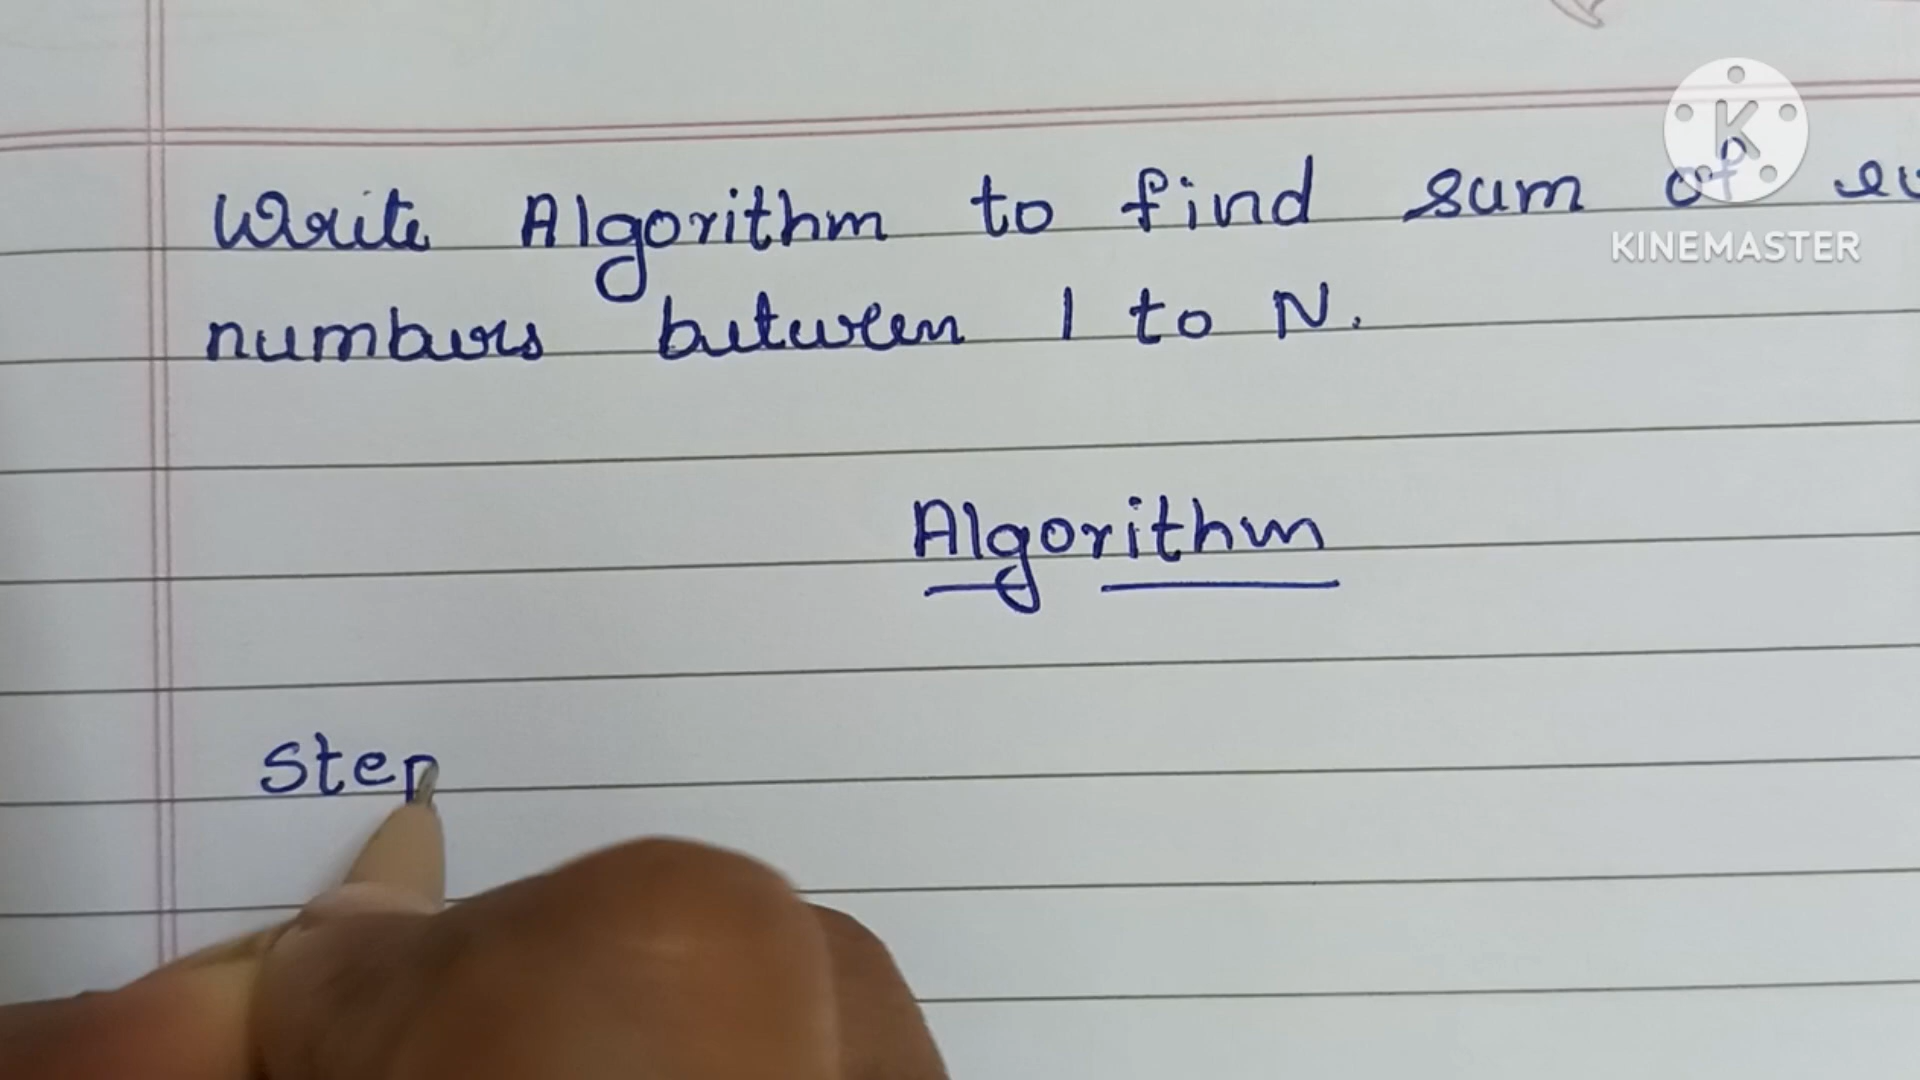 Write Algorithm to find sum of
KINEMASTER
numbers between 1 to N.
Algorithm
Step